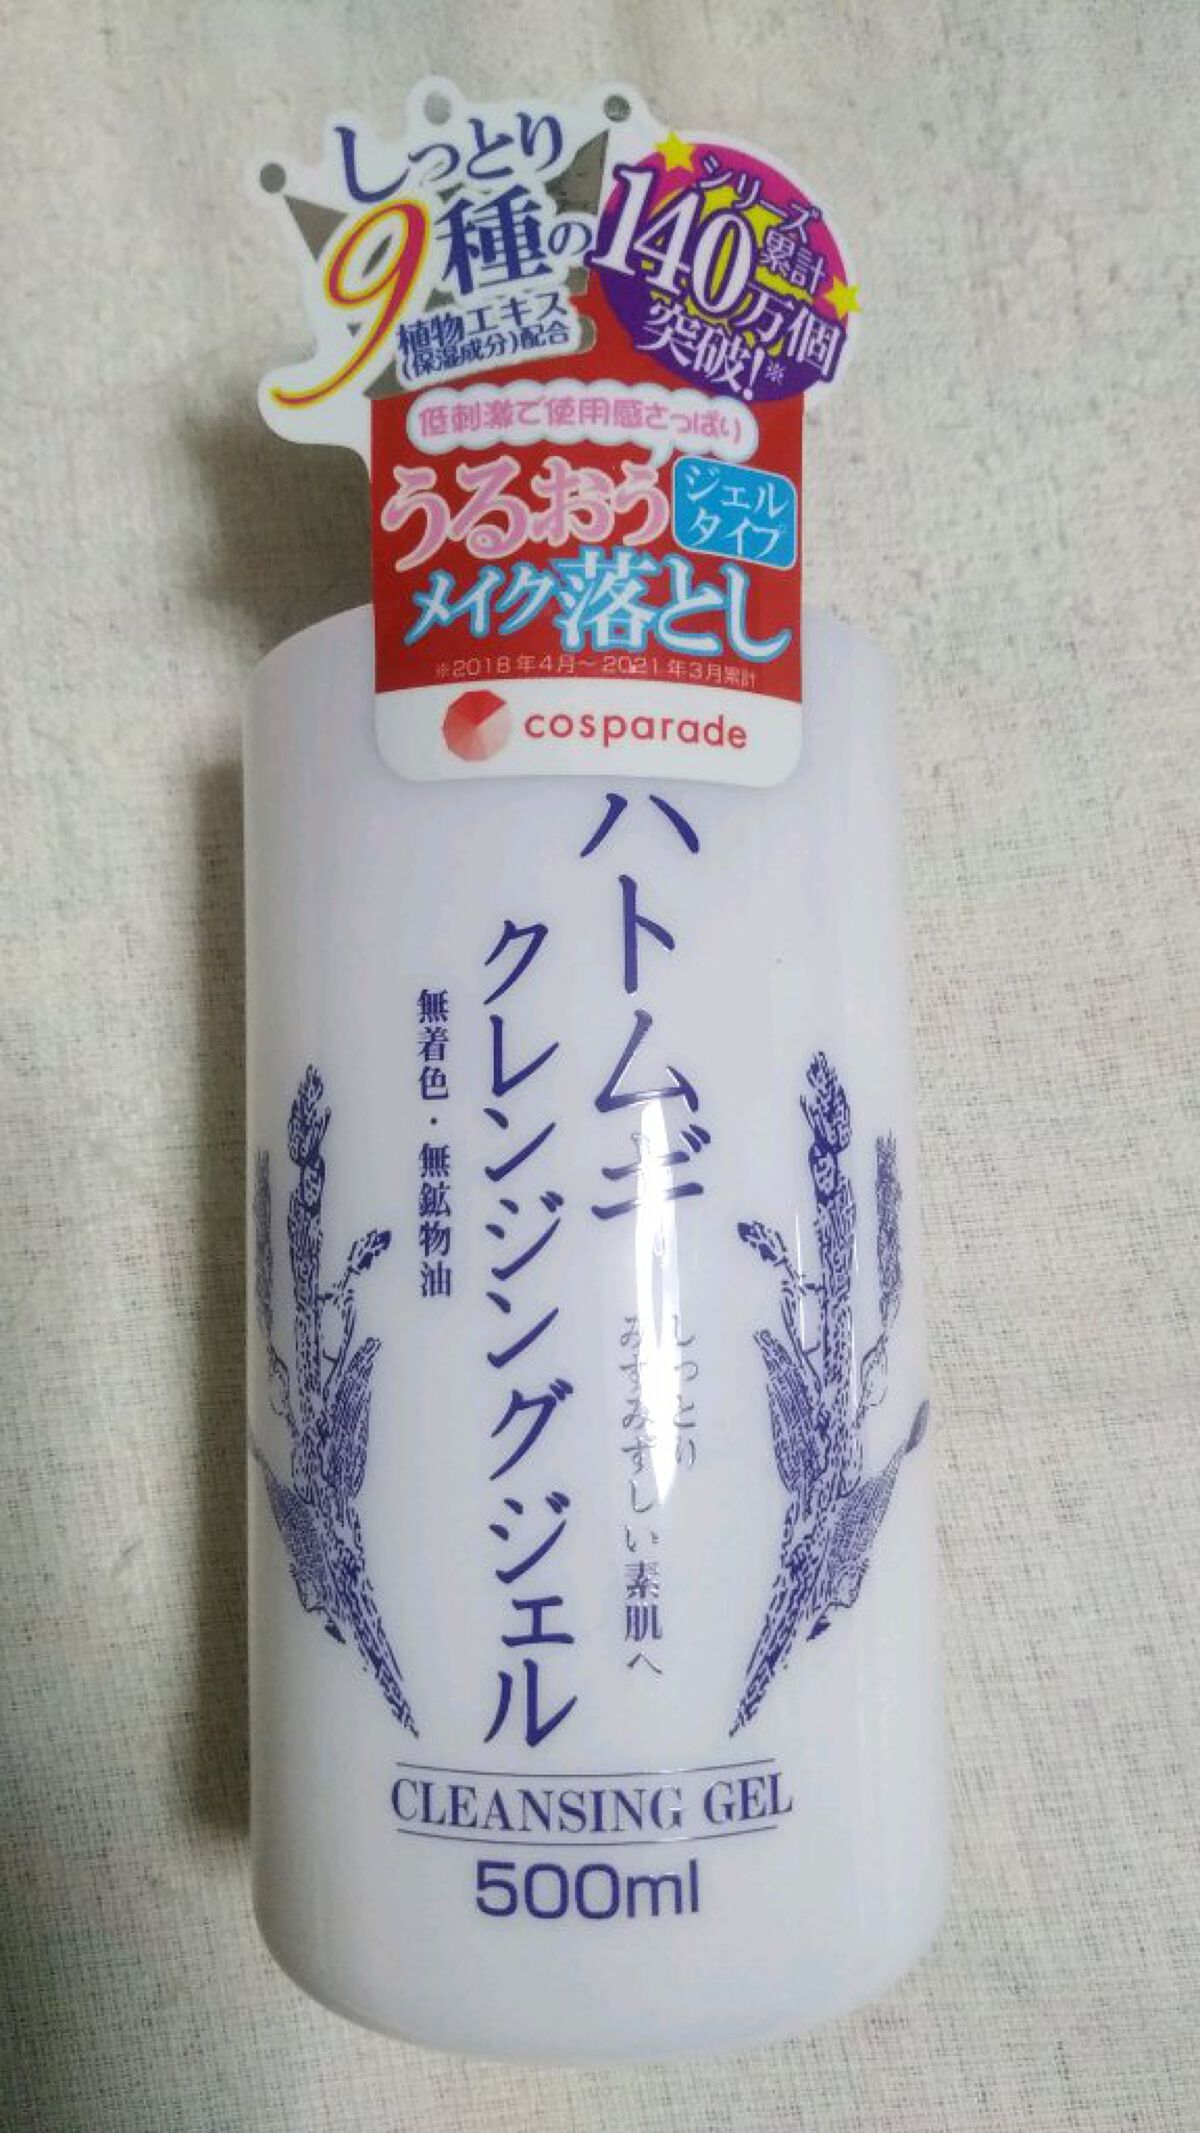 しっとり
9種の
植物エキス
(保湿成分)配合
シリーズ
累計
140万個
突破!※
低刺激で使用感さっぱり
うるおう
ジェル
タイプ
メイク落とし
※2018年4月〜2021年3月累計
cosparade
ハトムギ
クレンジングジェル
無着色・無鉱物油
しっとり
みずみずしい素肌へ
CLEANSING GEL
500ml